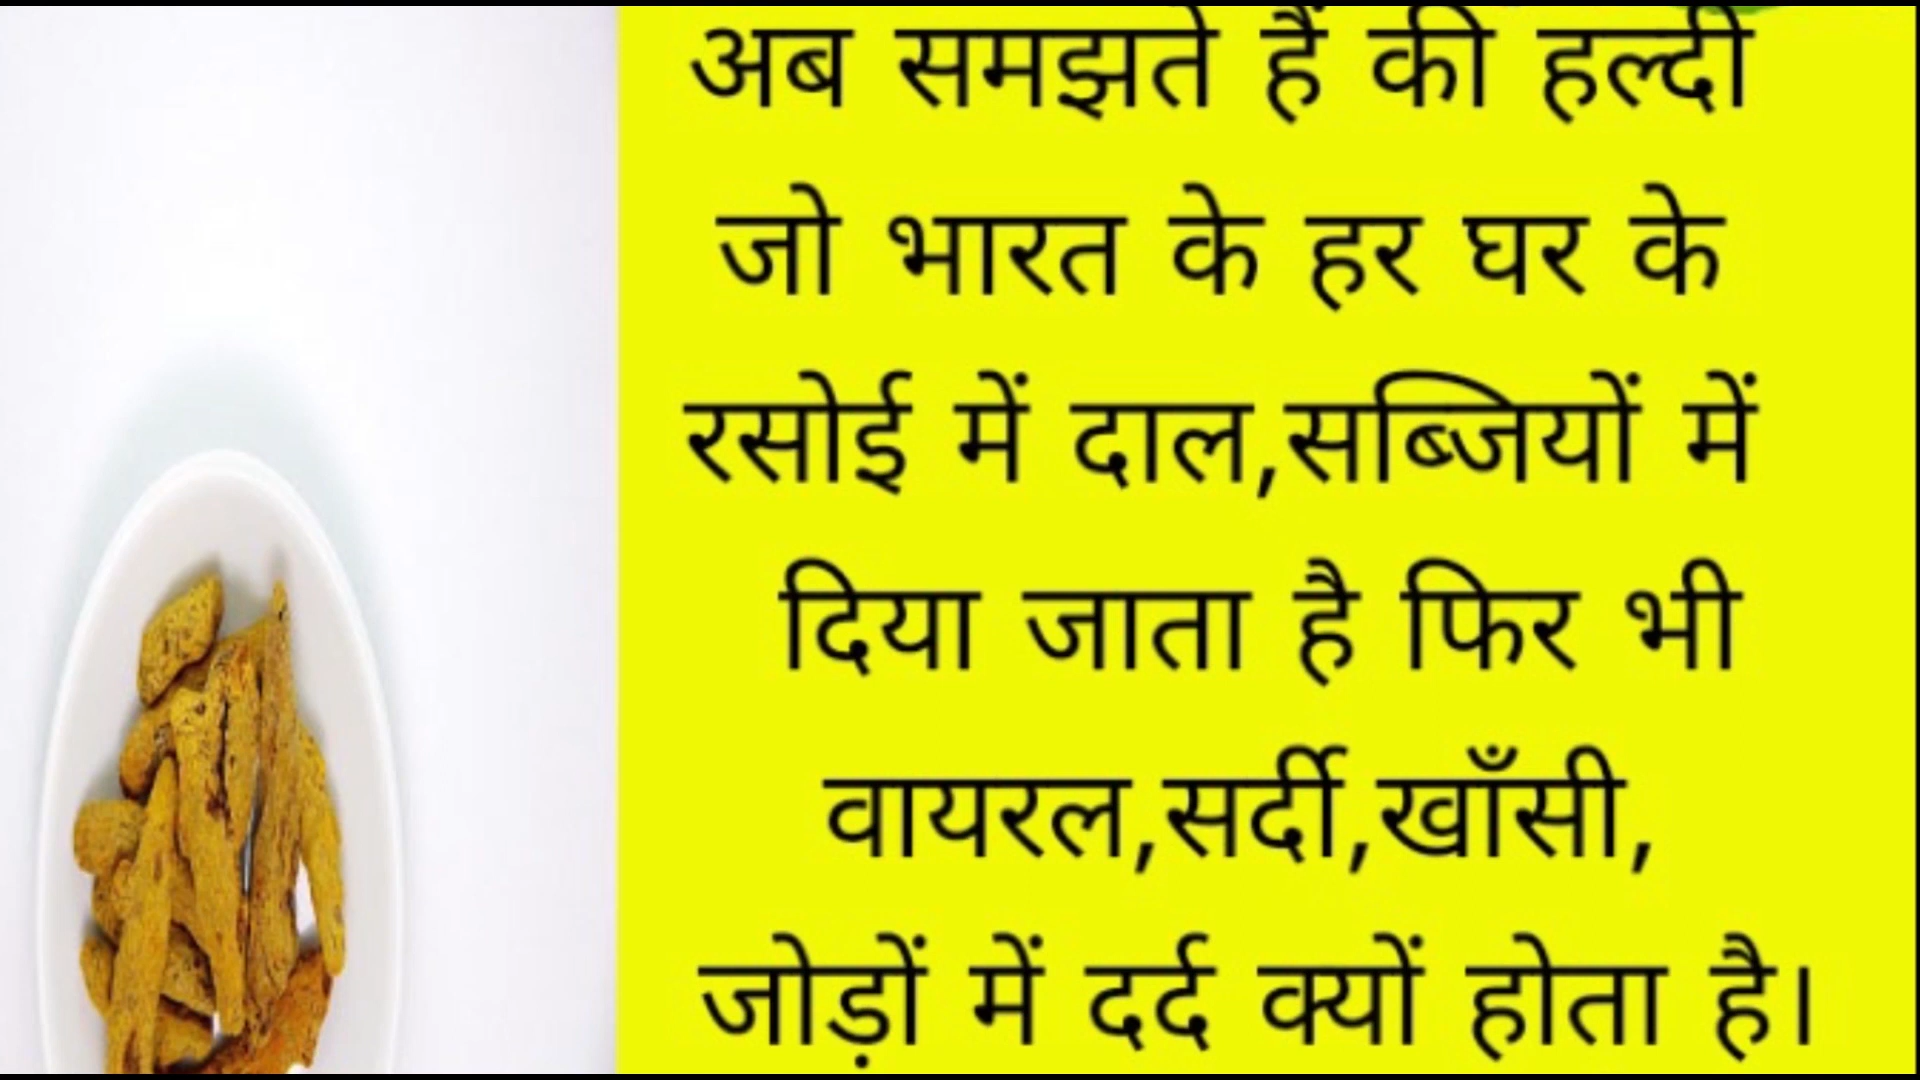 अब समझते हैं की हल्दी
जो भारत के हर घर के
रसोई में दाल,सब्जियों में
दिया जाता है फिर भी
वायरल,सर्दी,खाँसी,
जोड़ों में दर्द क्यों होता है।